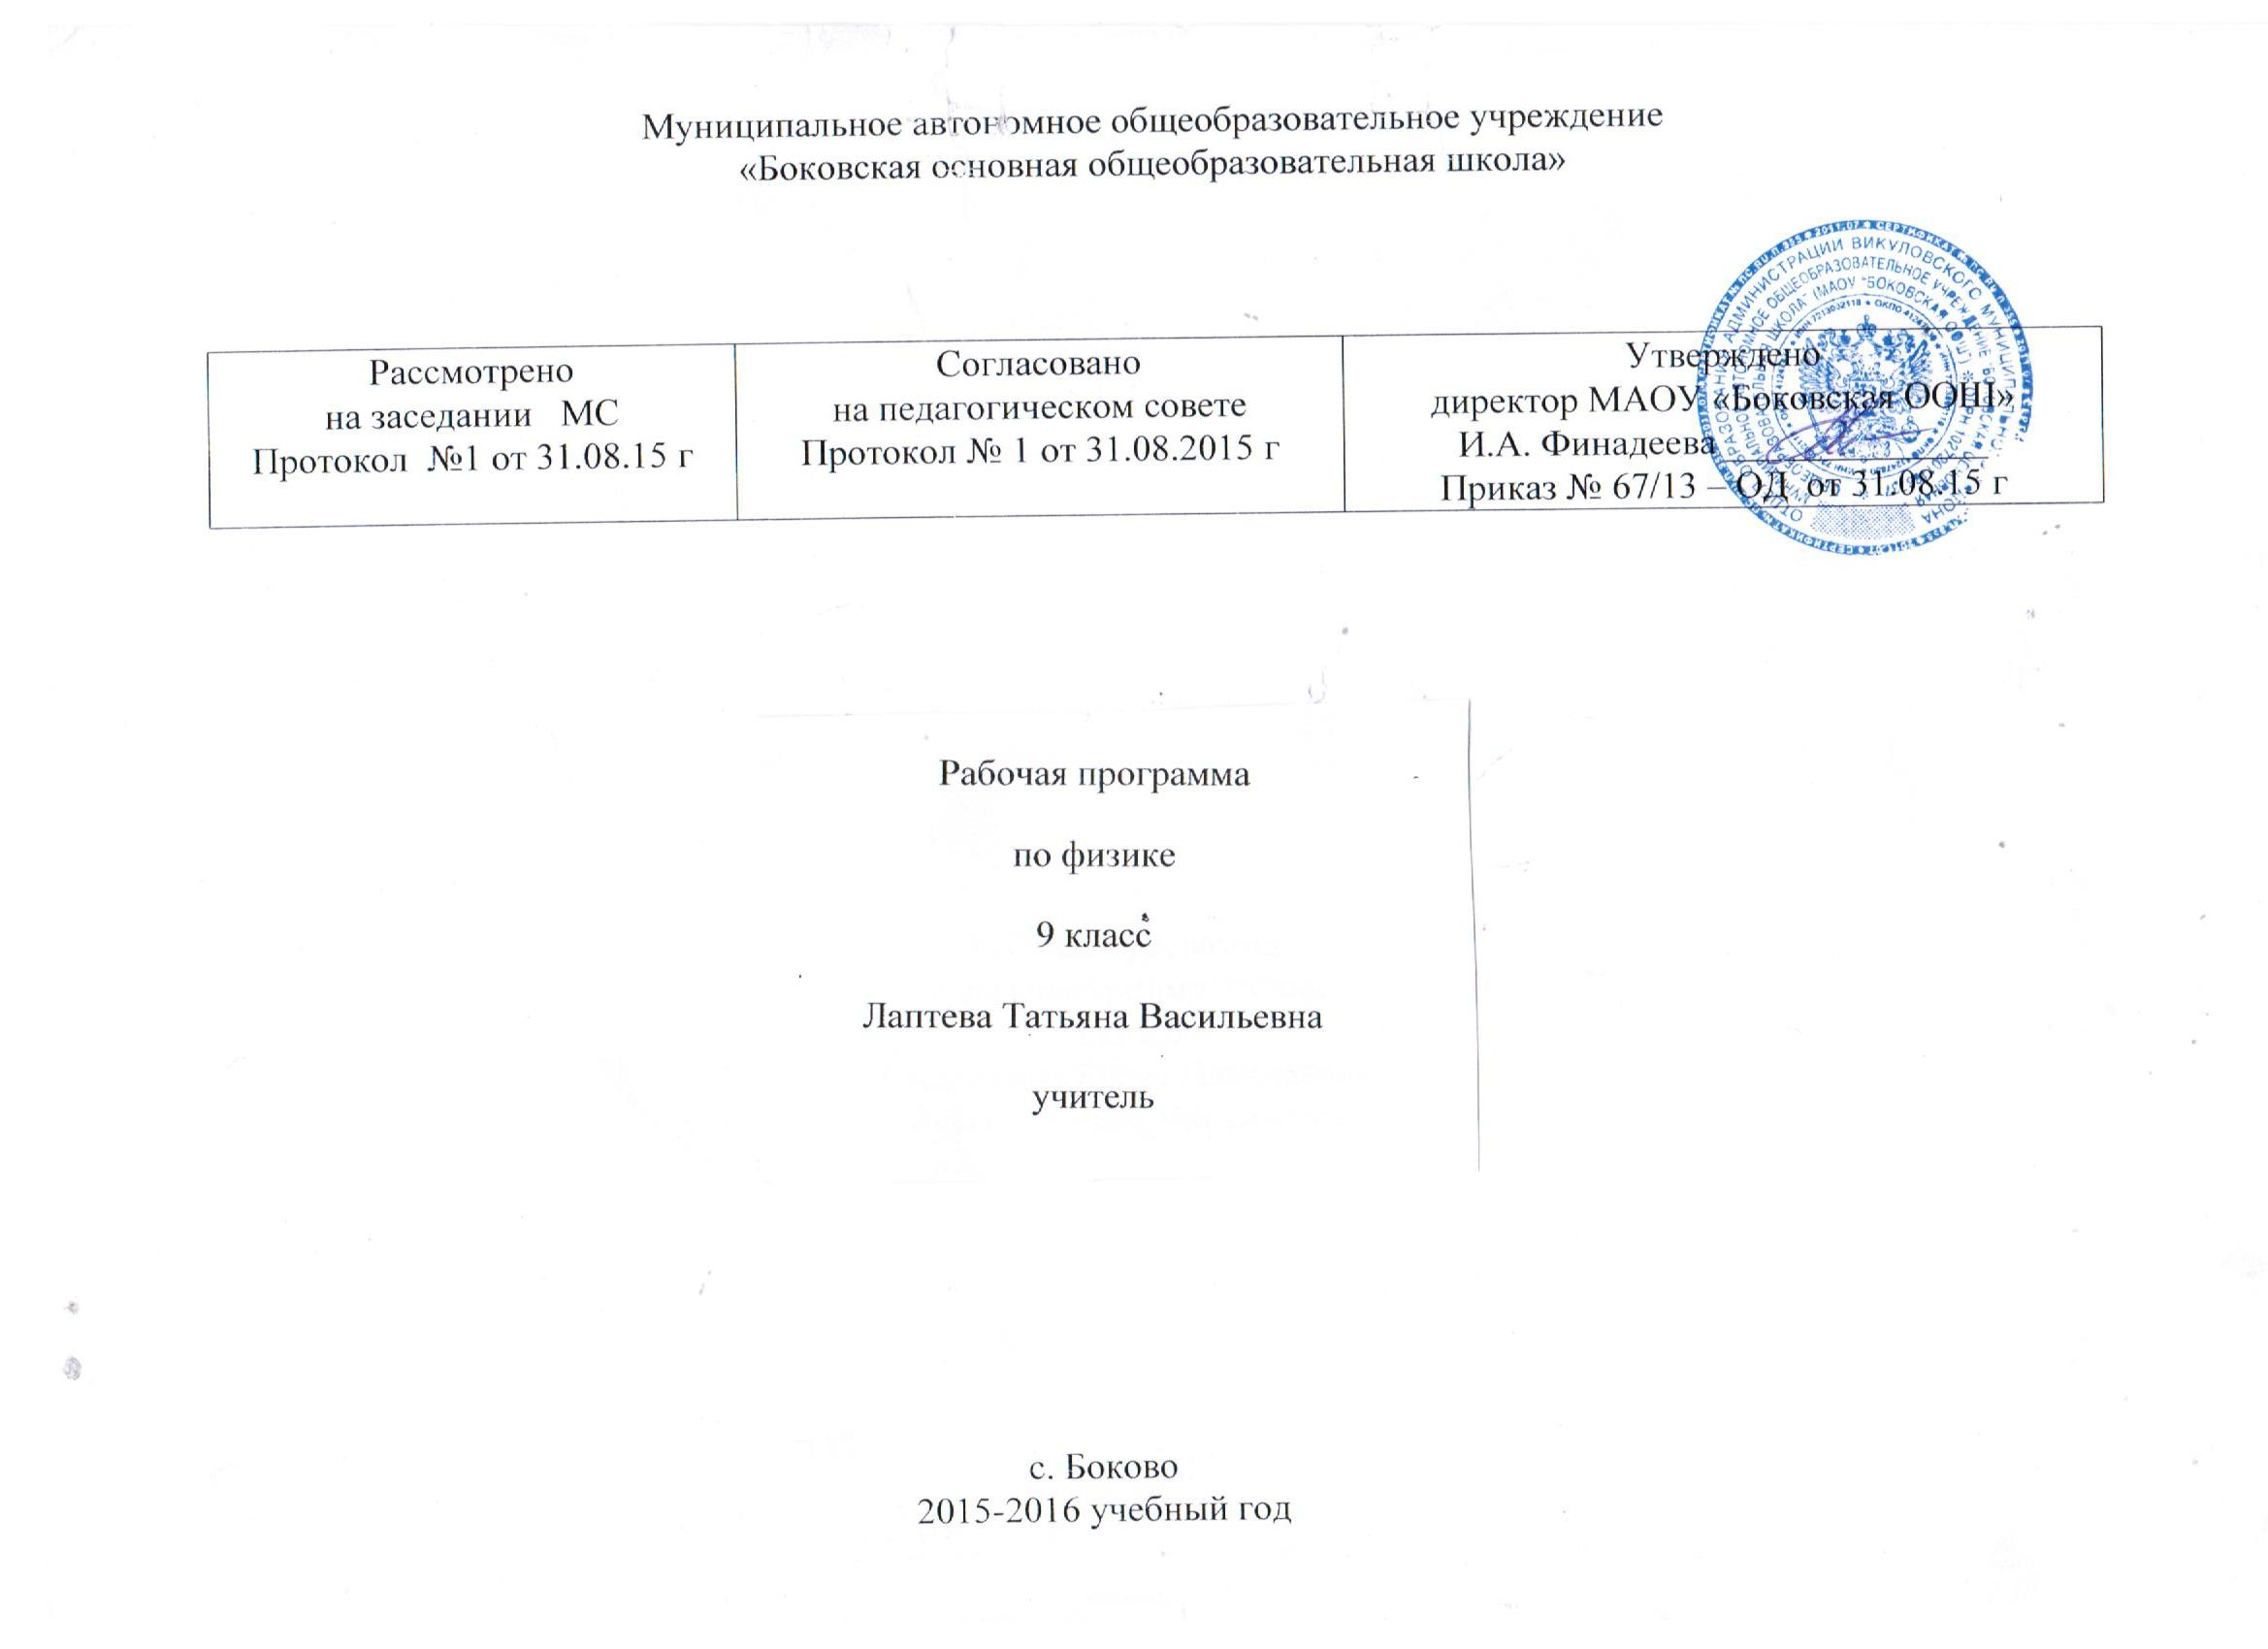 Муниципальное автономное общеобразовательное учреждение
«Боковская основная общеобразовательная школа»
Рассмотрено
на заседании МС
Протокол №1 от 31.08.15 г
Согласовано
на педагогическом совете
Протокол № 1 от 31.08.2015 г
Утверждено
директор МАОУ «Боковская ООШ»
И.А. Финадеева
Приказ № 67/13 – ОД от 31.08.15 г
Рабочая программа
по физике
9 класс
Лаптева Татьяна Васильевна
учитель
с. Боково
2015-2016 учебный год